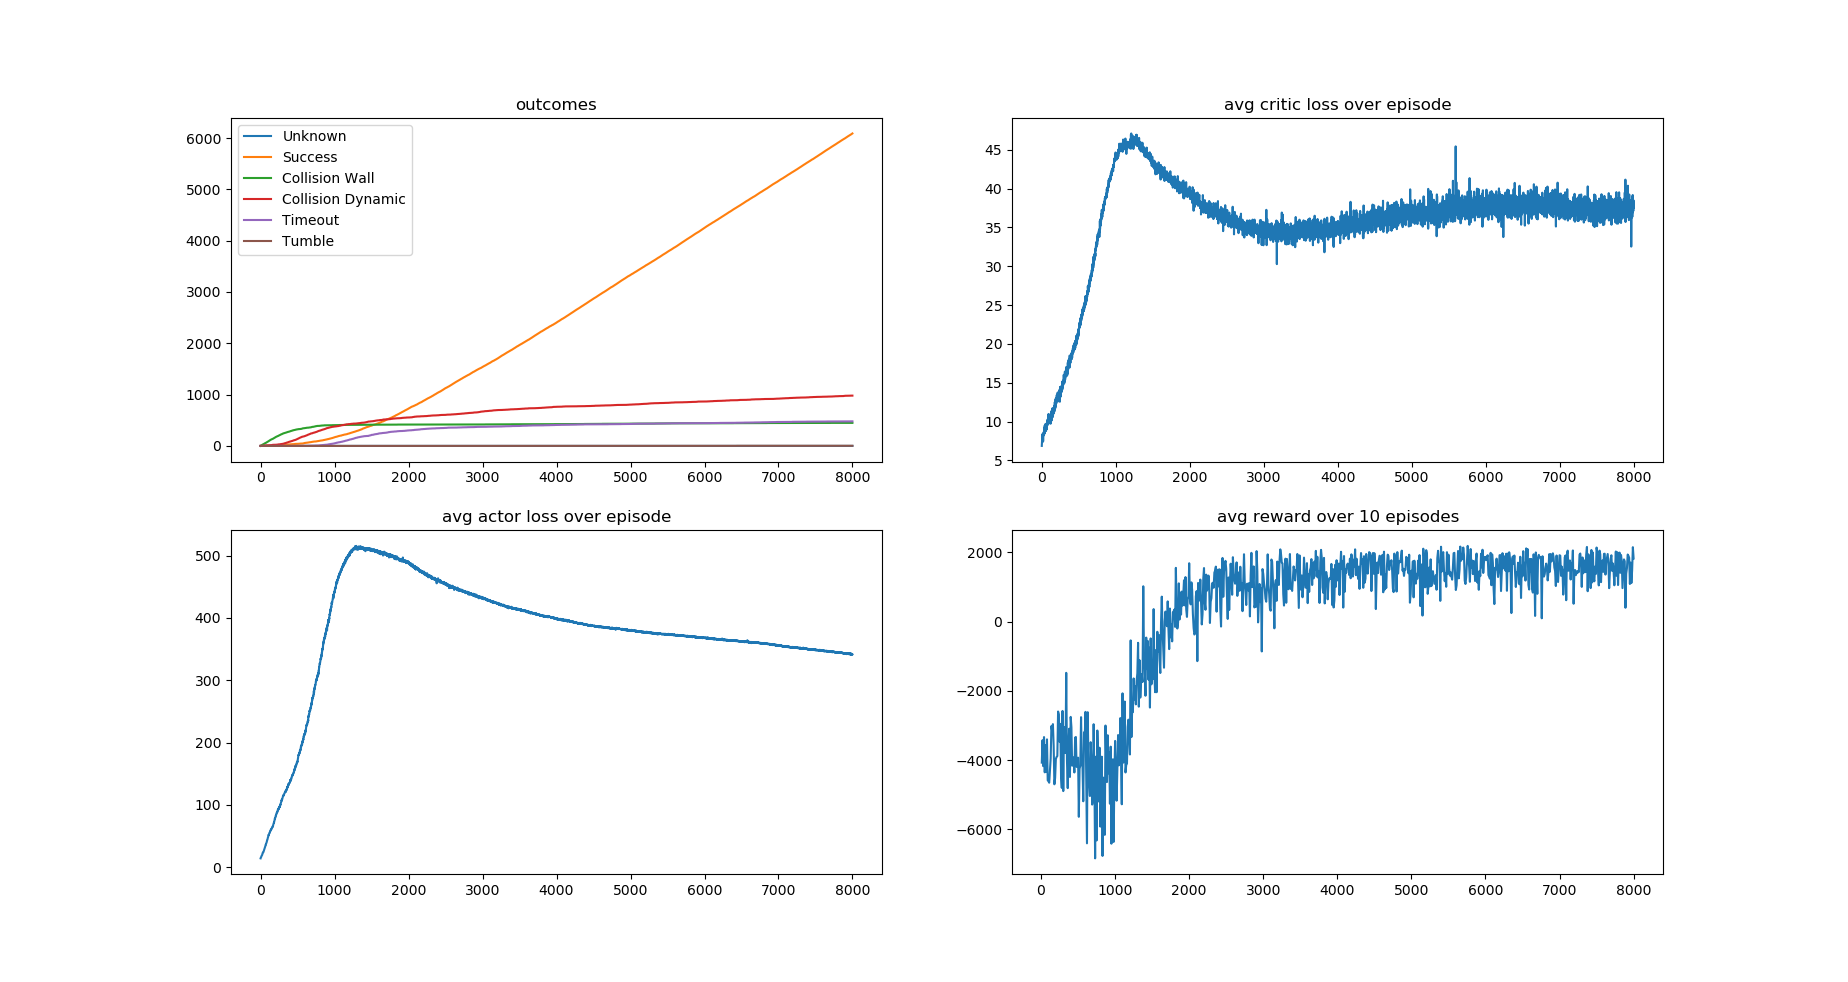 outcomes
6000
5000
4000
3000
2000
1000
0
Unknown
Success
Collision Wall
Collision Dynamic
Timeout
Tumble
0 1000 2000 3000 4000 5000 6000 7000 8000
avg critic loss over episode
45
40
35
30
25
20
15
10
5
0 1000 2000 3000 4000 5000 6000 7000 8000
avg actor loss over episode
500
400
300
200
100
0
0 1000 2000 3000 4000 5000 6000 7000 8000
avg reward over 10 episodes
2000
0
−2000
−4000
−6000
0 1000 2000 3000 4000 5000 6000 7000 8000